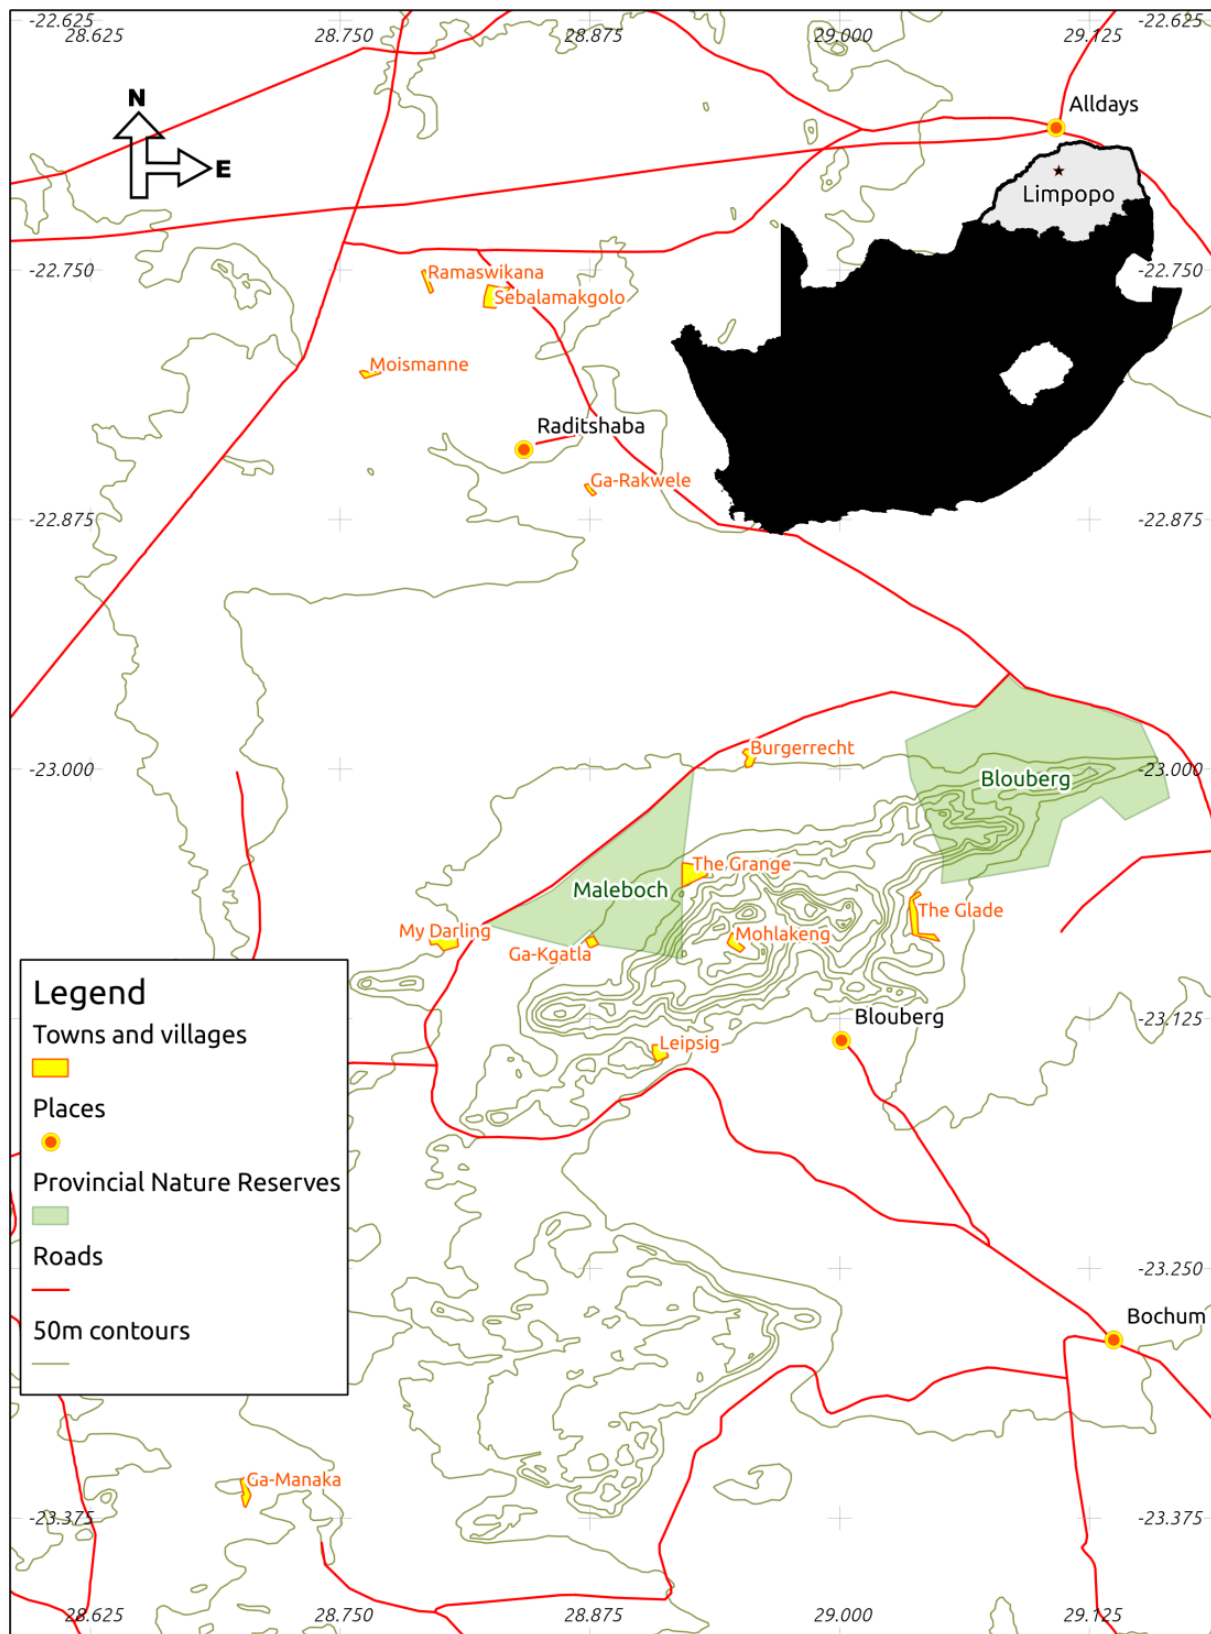 -22.625
-22.625
28.625
28.750
28.875
29.000
29.125
N
Alldays
E
Limpopo
-22.750
Ramaswikana
-22.750
Sebalamakgolo
Moismanne
Raditshaba
Ga-Rakwele
-22.875
-22.875
Burgerrecht
-23.000
Blouberg
-23.000
The Grange
Maleboch
The Glade
My Darling
Mohlakeng
Ga-Kgatla
Legend
Blouberg
-23.125
Towns and villages
Leipsig
Places
Provincial Nature Reserves
Roads
-23.250
Bochum
50m contours
Ga-Manaka
-23.375
-23.375
28.625
28.750
28.875
29.000
29.125